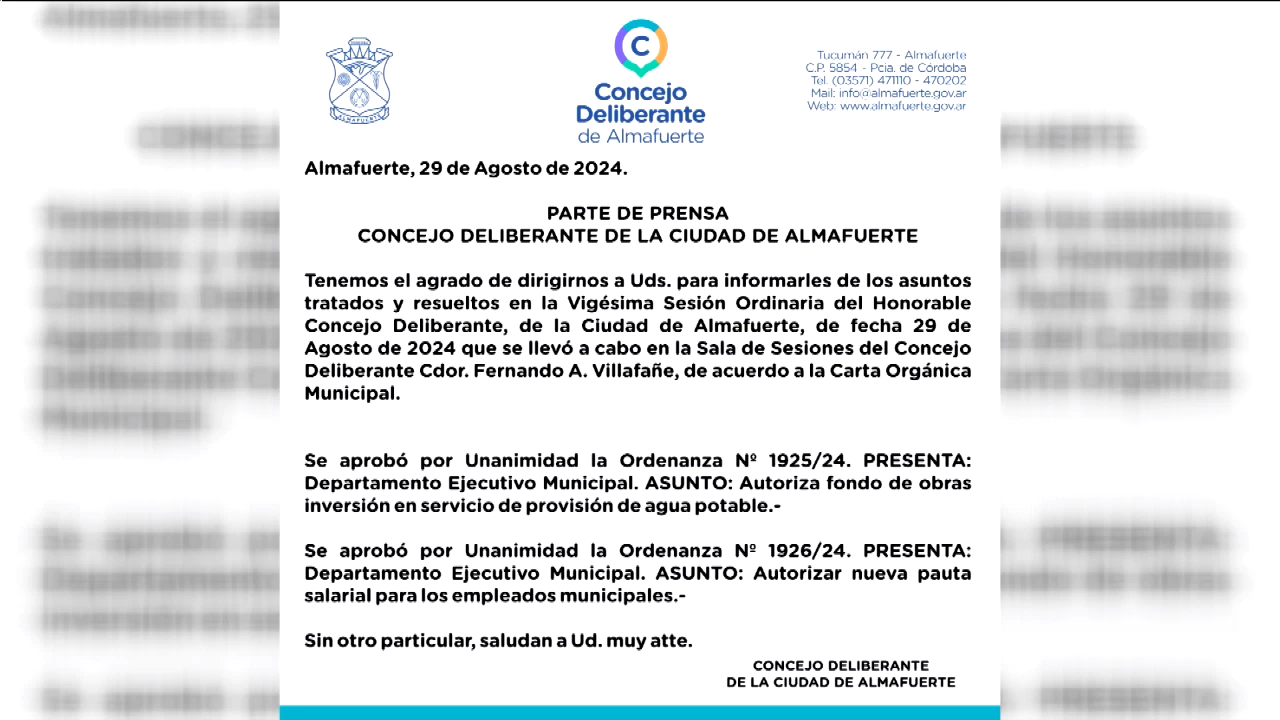 ALMAFUERTE
C
Concejo
Deliberante
de Almafuerte
Tucumán 777 - Almafuerte
C.P. 5854 - Pcia. de Córdoba
Tel. (03571) 471110 - 470202
Mail: info@almafuerte.gov.ar
Web: www.almafuerte.gov.ar
Almafuerte, 29 de Agosto de 2024.
PARTE DE PRENSA
CONCEJO DELIBERANTE DE LA CIUDAD DE ALMAFUERTE
Tenemos el agrado de dirigirnos a Uds. para informarles de los asuntos
tratados y resueltos en la Vigésima Sesión Ordinaria del Honorable
Concejo Deliberante, de la Ciudad de Almafuerte, de fecha 29 de
Agosto de 2024 que se llevó a cabo en la Sala de Sesiones del Concejo
Deliberante Cdor. Fernando A. Villafañe, de acuerdo a la Carta Orgánica
Municipal.
Se aprobó por Unanimidad la Ordenanza Nº 1925/24. PRESENTA:
Departamento Ejecutivo Municipal. ASUNTO: Autoriza fondo de obras
inversión en servicio de provisión de agua potable.-
Se aprobó por Unanimidad la Ordenanza Nº 1926/24. PRESENTA:
Departamento Ejecutivo Municipal. ASUNTO: Autorizar nueva pauta
salarial para los empleados municipales.-
Sin otro particular, saludan a Ud. muy atte.
CONCEJO DELIBERANTE
DE LA CIUDAD DE ALMAFUERTE